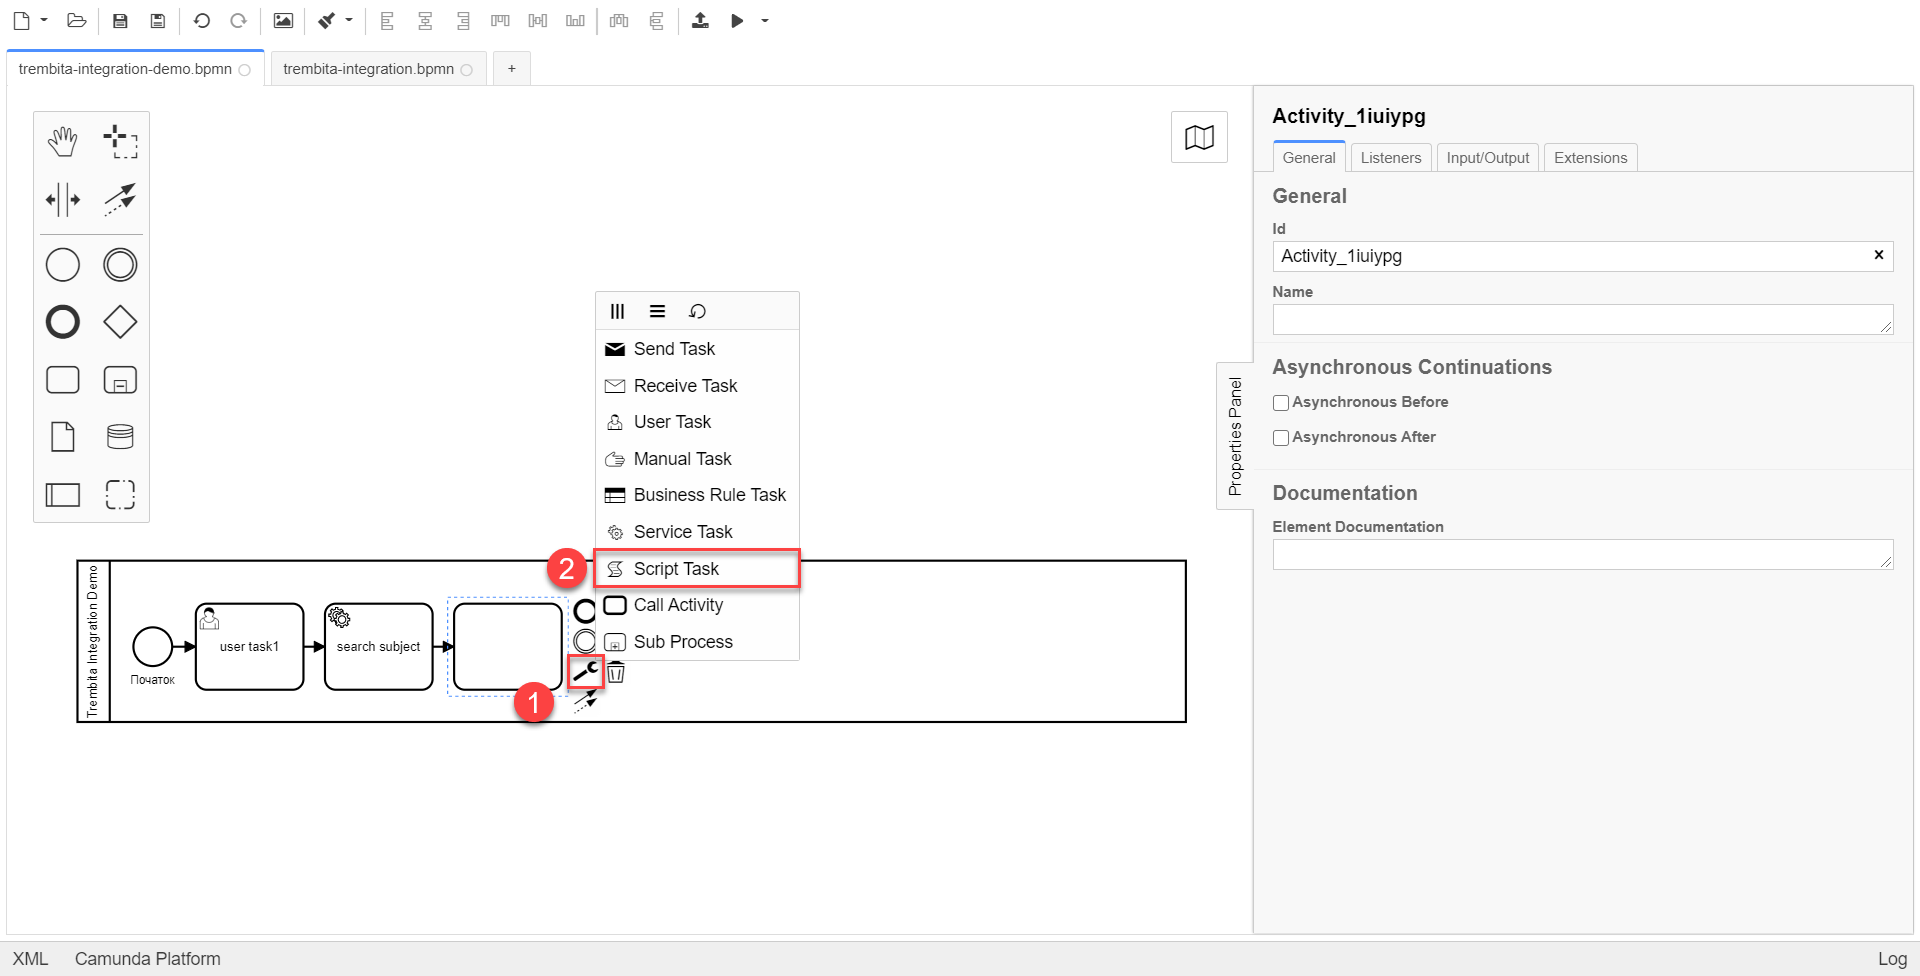 trembita-integration-demo.bpmn
trembita-integration.bpmn
+
Activity_1iuiypg
General
Listeners
Input/Output
Extensions
General
Id
Activity_1iuiypg
Name
Asynchronous Continuations
Asynchronous Before
Asynchronous After
Documentation
Element Documentation
Properties Panel
Send Task
Receive Task
User Task
Manual Task
Business Rule Task
Service Task
2
Script Task
Call Activity
Sub Process
Trembita Integration Demo
Початок
user task1
search subject
1
XML
Camunda Platform
Log